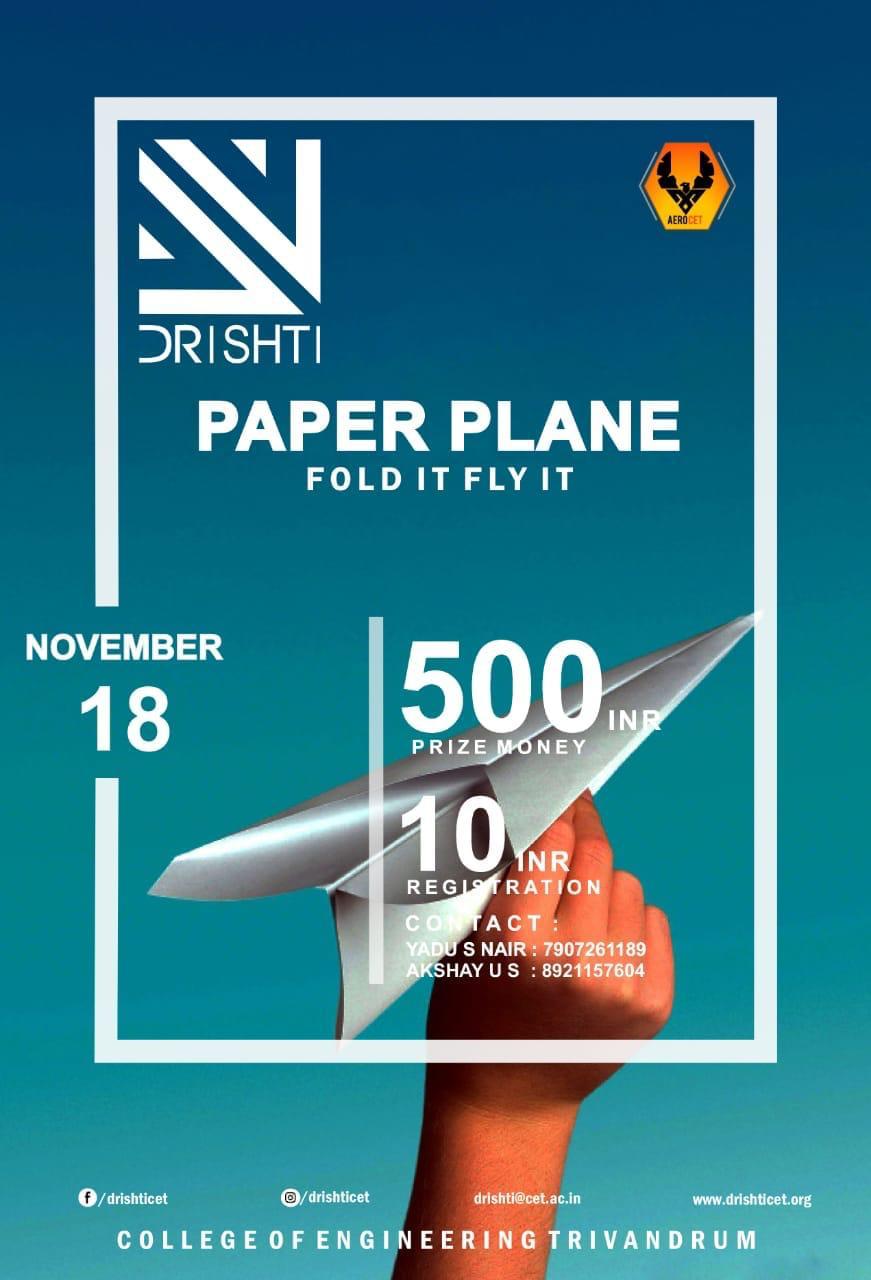 DRISHTI
AEROCET
PAPER PLANE
FOLD IT FLY IT
NOVEMBER
18
500 INR
PRIZE MONEY
10 INR
REGISTRATION
CONTACT :
YADU S NAIR : 7907261189
AKSHAY U S : 8921157604
/drishticet
/drishticet
drishti@cet.ac.in
www.drishticet.org
COLLEGE OF ENGINEERING TRIVANDRUM